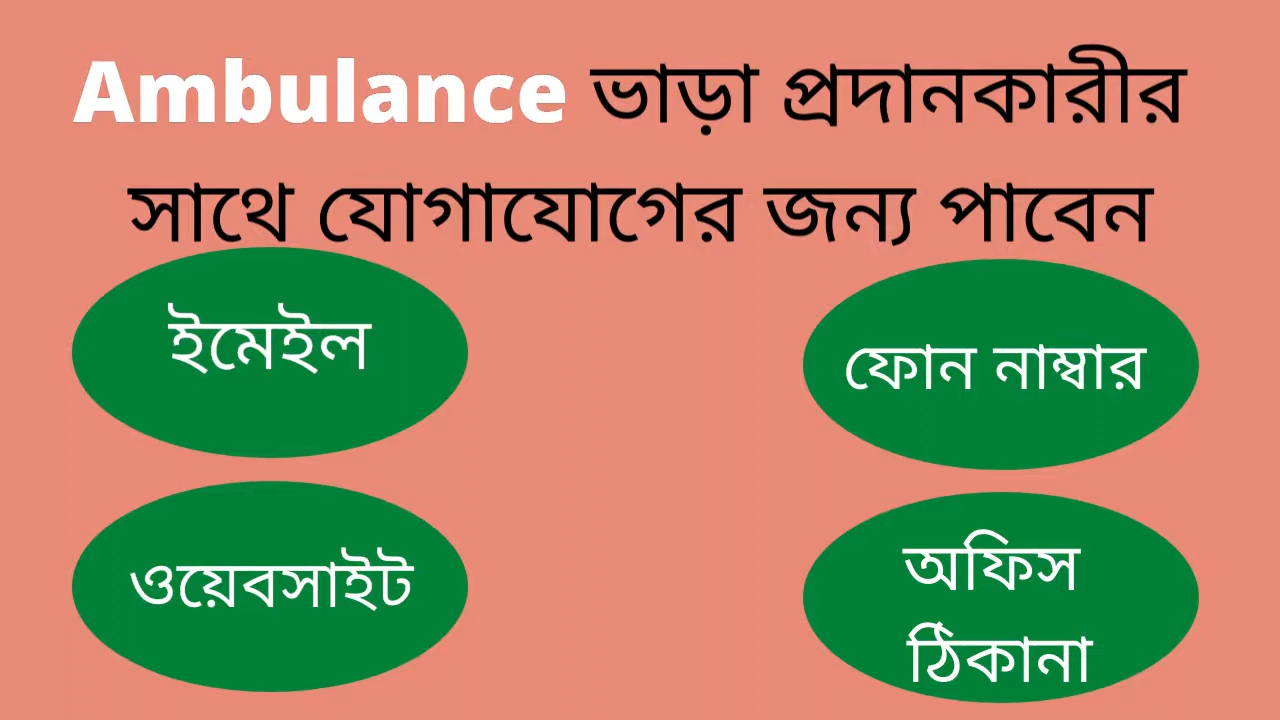 Ambulance ভাড়া প্রদানকারীর
সাথে যোগাযোগের জন্য পাবেন
ইমেইল
ফোন নাম্বার
ওয়েবসাইট
অফিস
ঠিকানা